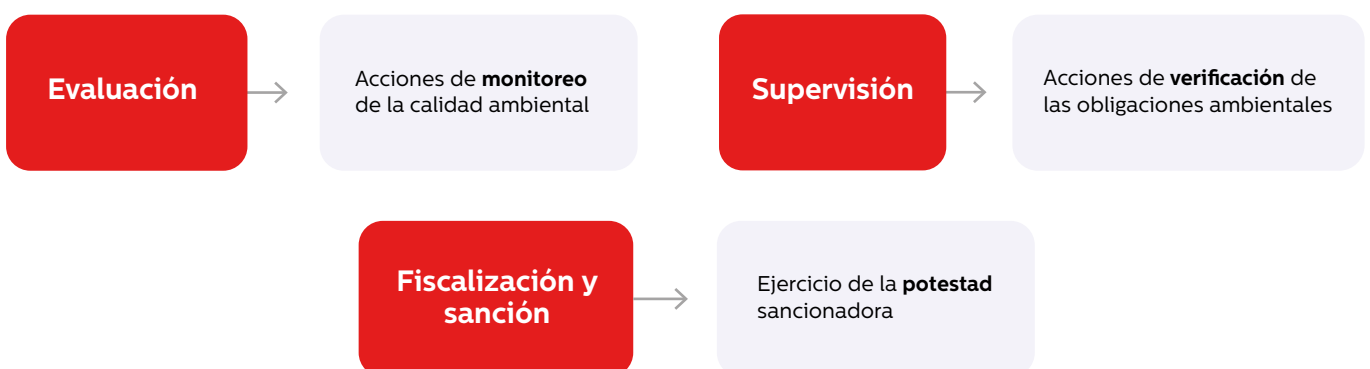 Evaluación
Acciones de monitoreo
de la calidad ambiental
Supervisión
Acciones de verificación de
las obligaciones ambientales
Fiscalización y
sanción
Ejercicio de la potestad
sancionadora